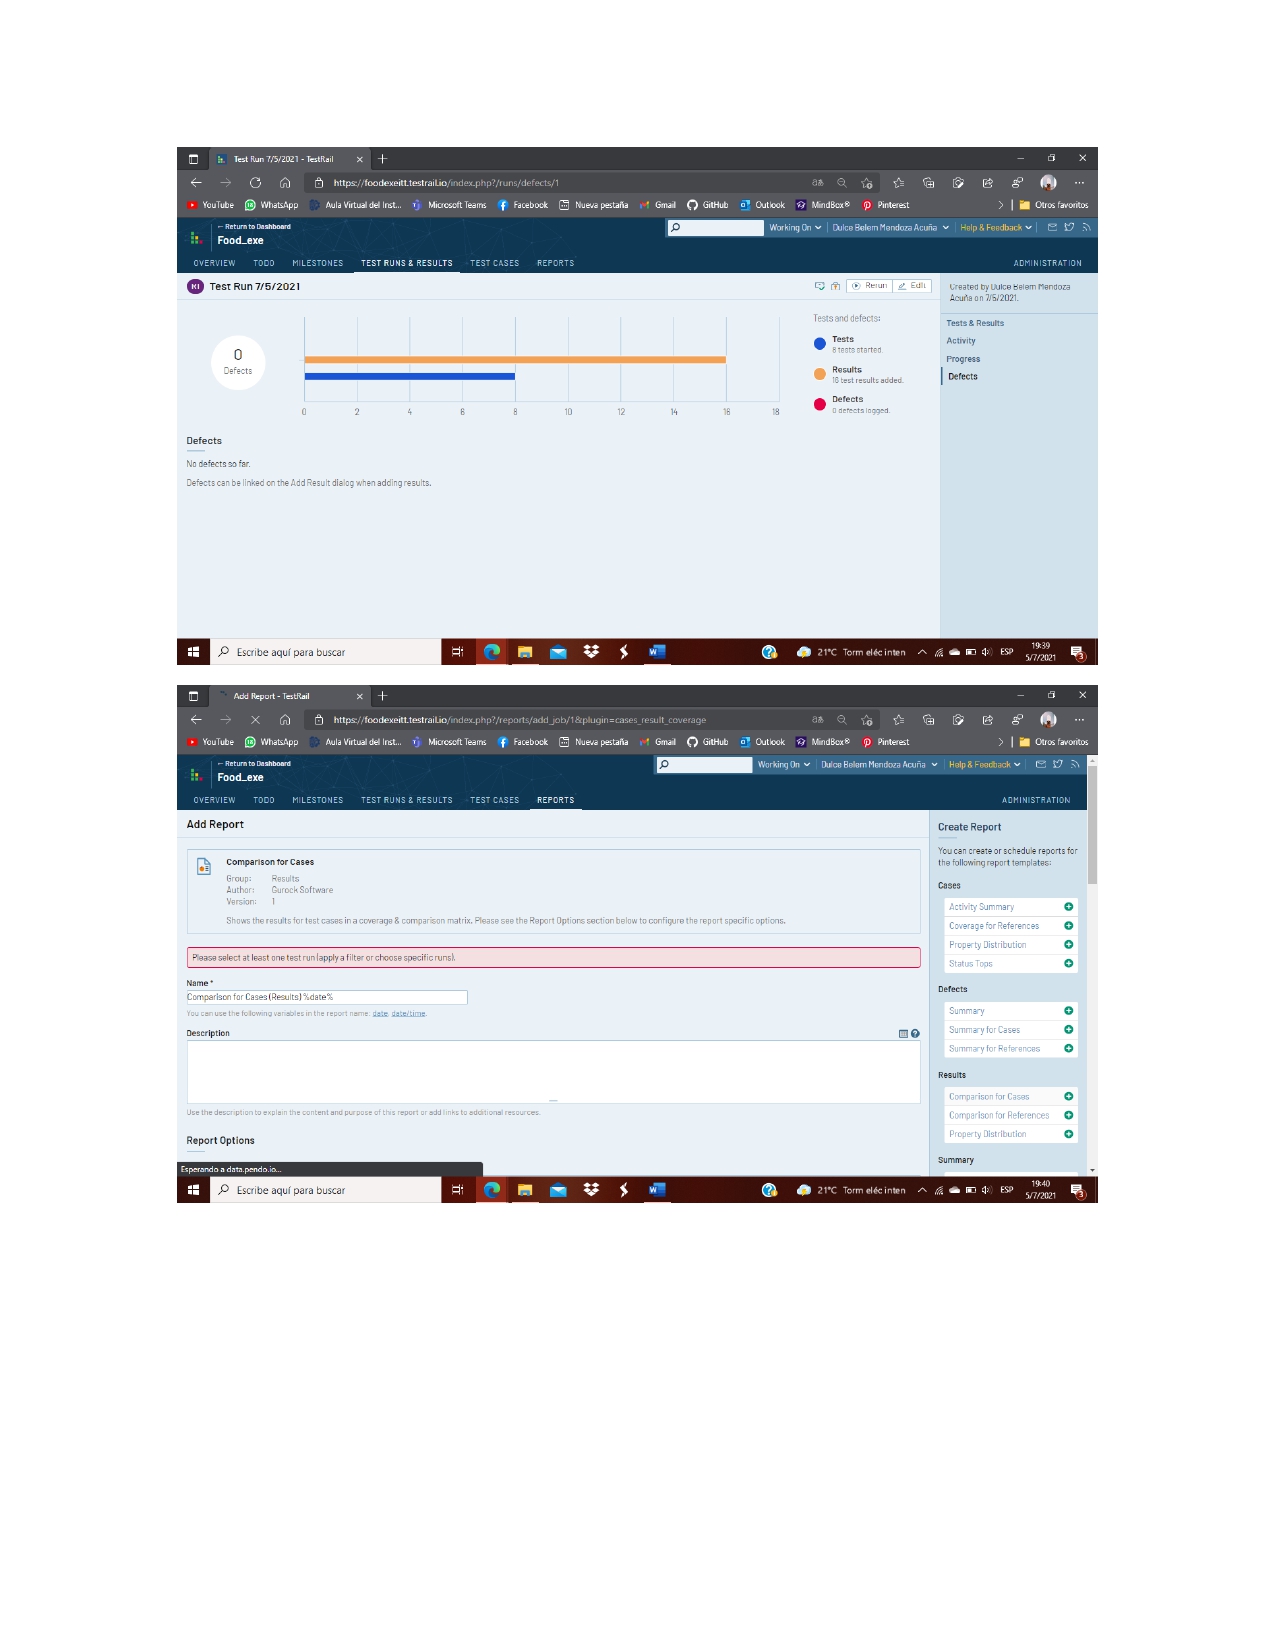 Test Run 7/5/2021 - TestRail
https://foodexeitt.testrail.io/index.php?/runs/defects/1
YouTube WhatsApp Aula Virtual del Inst... Microsoft Teams Facebook Nueva pestaña Gmail GitHub Outlook MindBox® Pinterest Otros favoritos
← Return to Dashboard
Food_exe
Working On Dulce Belem Mendoza Acuña Help & Feedback
OVERVIEW TODO MILESTONES TEST RUNS & RESULTS TEST CASES REPORTS ADMINISTRATION
Test Run 7/5/2021
Rerun Edit
Created by Dulce Belem Mendoza
Acuña on 7/5/2021.
Tests & Results
Activity
Progress
Defects
0
Defects
0 2 4 6 8 10 12 14 16 18
Tests and defects:
Tests
8 tests started.
Results
16 test results added.
Defects
0 defects logged.
Defects
No defects so far.
Defects can be linked on the Add Result dialog when adding results.
Escribe aquí para buscar
21°C Torm eléc inten ESP
19:39
5/7/2021
3
Add Report - TestRail
https://foodexeitt.testrail.io/index.php?/reports/add_job/1&plugin=cases_result_coverage
YouTube WhatsApp Aula Virtual del Inst... Microsoft Teams Facebook Nueva pestaña Gmail GitHub Outlook MindBox® Pinterest Otros favoritos
← Return to Dashboard
Food_exe
Working On Dulce Belem Mendoza Acuña Help & Feedback
OVERVIEW TODO MILESTONES TEST RUNS & RESULTS TEST CASES REPORTS ADMINISTRATION
Add Report
Comparison for Cases
Group: Results
Author: Gurock Software
Version: 1
Shows the results for test cases in a coverage & comparison matrix. Please see the Report Options section below to configure the report specific options.
Please select at least one test run (apply a filter or choose specific runs).
Name *
Comparison for Cases (Results) %date%
You can use the following variables in the report name: date, date/time.
Description
Use the description to explain the content and purpose of this report or add links to additional resources.
Report Options
Esperando a data.pendo.io...
Create Report
You can create or schedule reports for
the following report templates:
Cases
Activity Summary
Coverage for References
Property Distribution
Status Tops
Defects
Summary
Summary for Cases
Summary for References
Results
Comparison for Cases
Comparison for References
Property Distribution
Summary
Escribe aquí para buscar
21°C Torm eléc inten ESP
19:40
5/7/2021
3